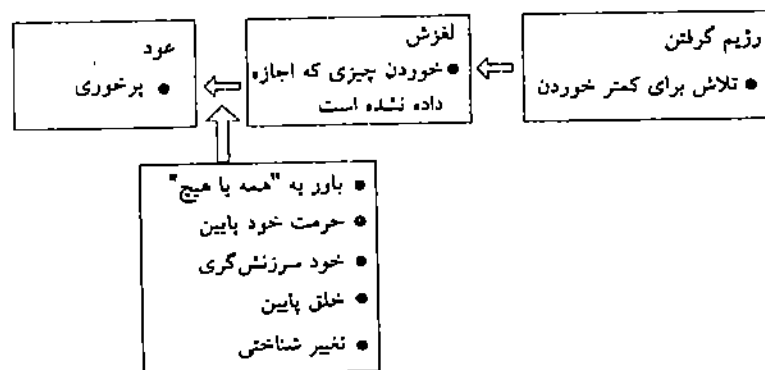 رژیم گرفتن
● تلاش برای کمتر خوردن
لغزش
● خوردن چیزی که اجازه
داده نشده است
عود
● پرخوری
● باور به "همه یا هیچ"
● حرمت خود پایین
● خود سرزنش‌گری
● خلق پایین
● تغییر شناختی